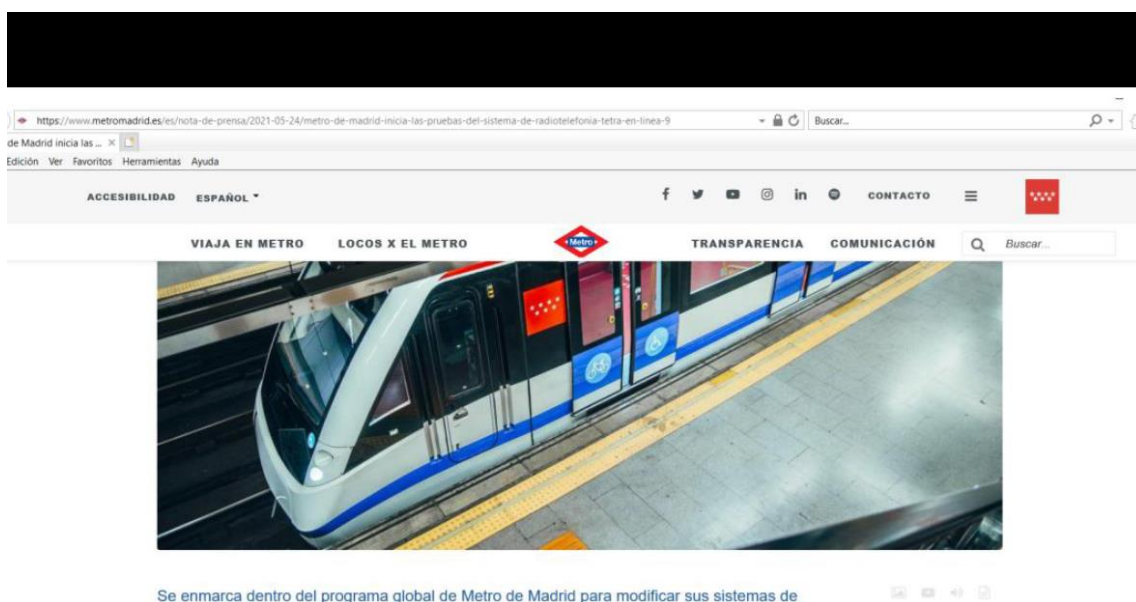 https://www.metromadrid.es/es/nota-de-prensa/2021-05-24/metro-de-madrid-inicia-las-pruebas-del-sistema-de-radiotelefonia-tetra-en-linea-9
Buscar...
de Madrid inicia las ...
Edición Ver Favoritos Herramientas Ayuda
ACCESIBILIDAD ESPAÑOL CONTACTO
VIAJA EN METRO LOCOS X EL METRO Metro TRANSPARENCIA COMUNICACIÓN Buscar...
Se enmarca dentro del programa global de Metro de Madrid para modificar sus sistemas de